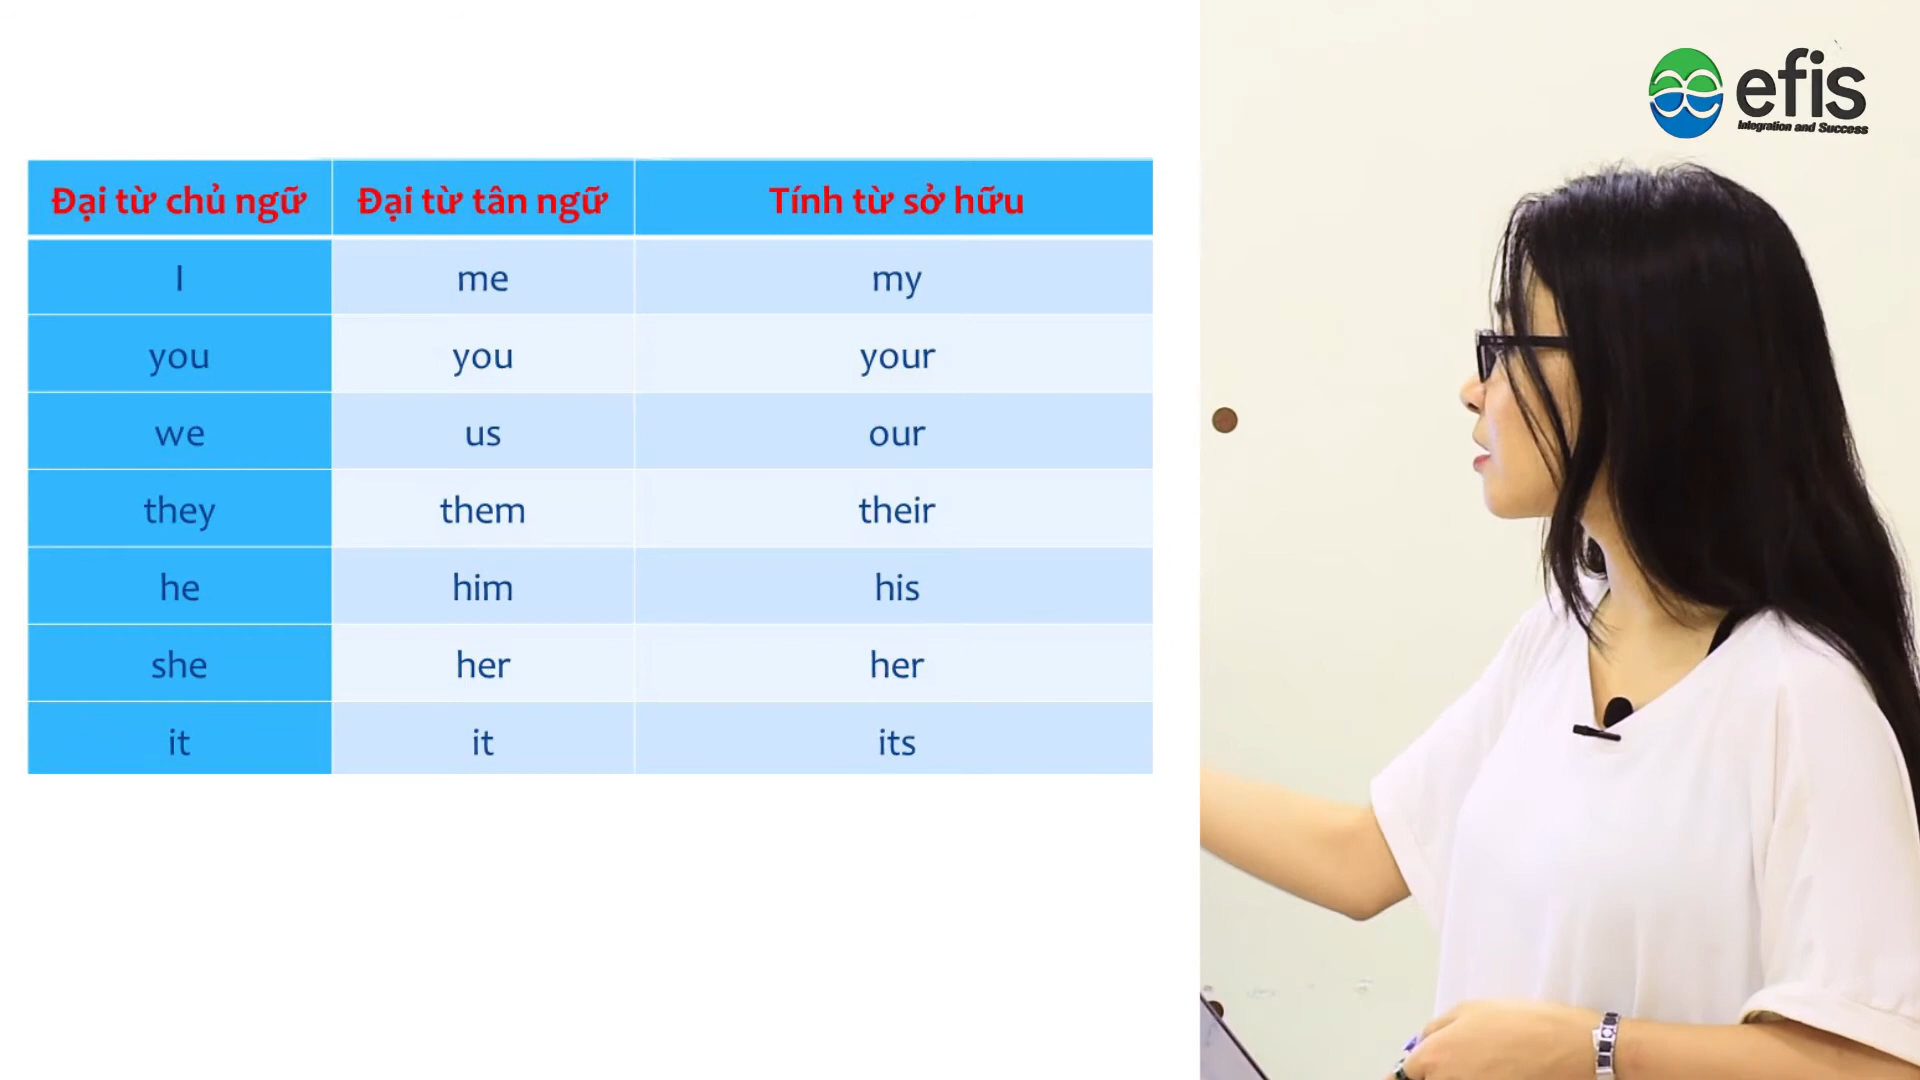 efis
Integration and Success
Đại từ chủ ngữ Đại từ tân ngữ Tính từ sở hữu
I me my
you you your
we us our
they them their
he him his
she her her
it it its